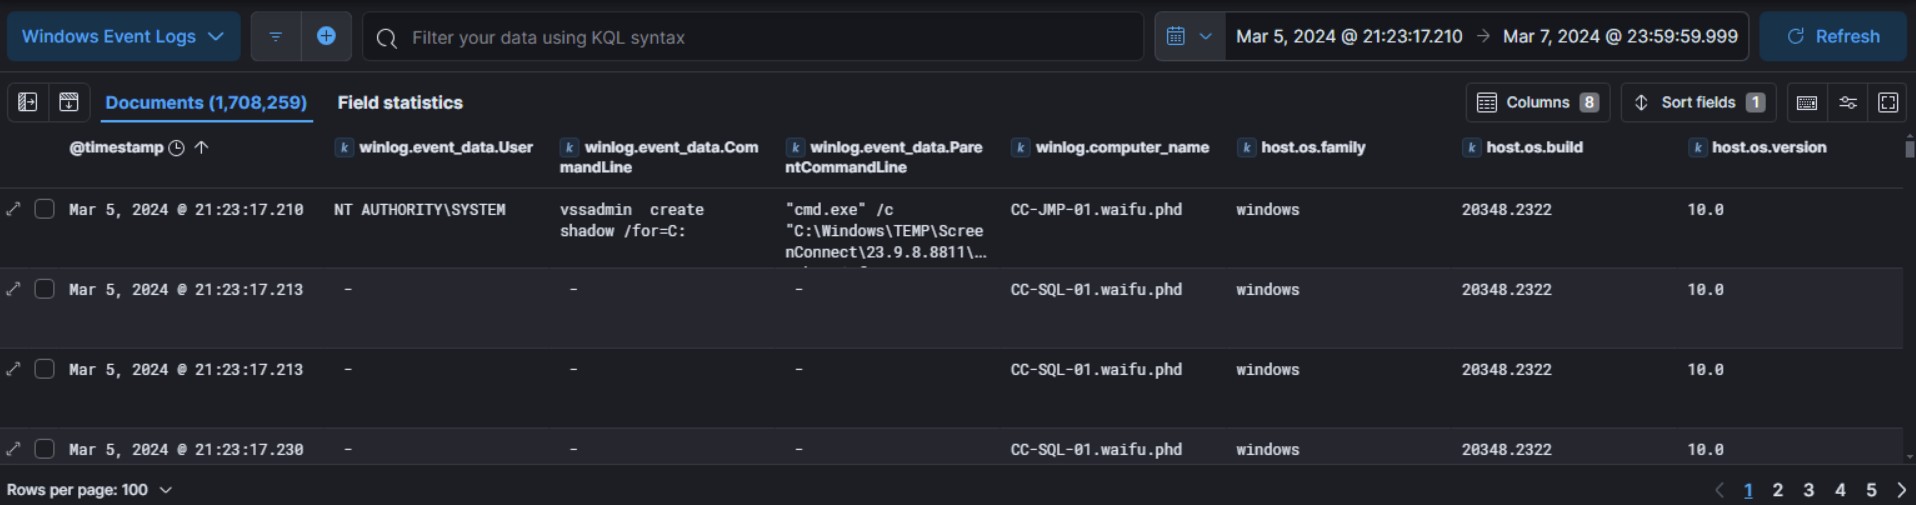 Windows Event Logs
Filter your data using KQL syntax
Mar 5, 2024 @ 21:23:17.210 → Mar 7, 2024 @ 23:59:59.999
Refresh
Documents (1,708,259)
Field statistics
Columns 8
Sort fields 1
@timestamp
k winlog.event_data.User
k winlog.event_data.Com
mandLine
k winlog.event_data.Pare
ntCommandLine
k winlog.computer_name
k host.os.family
k host.os.build
k host.os.version
Mar 5, 2024 @ 21:23:17.210
NT AUTHORITY\SYSTEM
vssadmin  create
shadow /for=C:
"cmd.exe" /c
"C:\Windows\TEMP\Scree
nConnect\23.9.8.8811\…
CC-JMP-01.waifu.phd
windows
20348.2322
10.0
Mar 5, 2024 @ 21:23:17.213 - - - CC-SQL-01.waifu.phd windows 20348.2322 10.0
Mar 5, 2024 @ 21:23:17.213 - - - CC-SQL-01.waifu.phd windows 20348.2322 10.0
Mar 5, 2024 @ 21:23:17.230 - - - CC-SQL-01.waifu.phd windows 20348.2322 10.0
Rows per page: 100
1 2 3 4 5